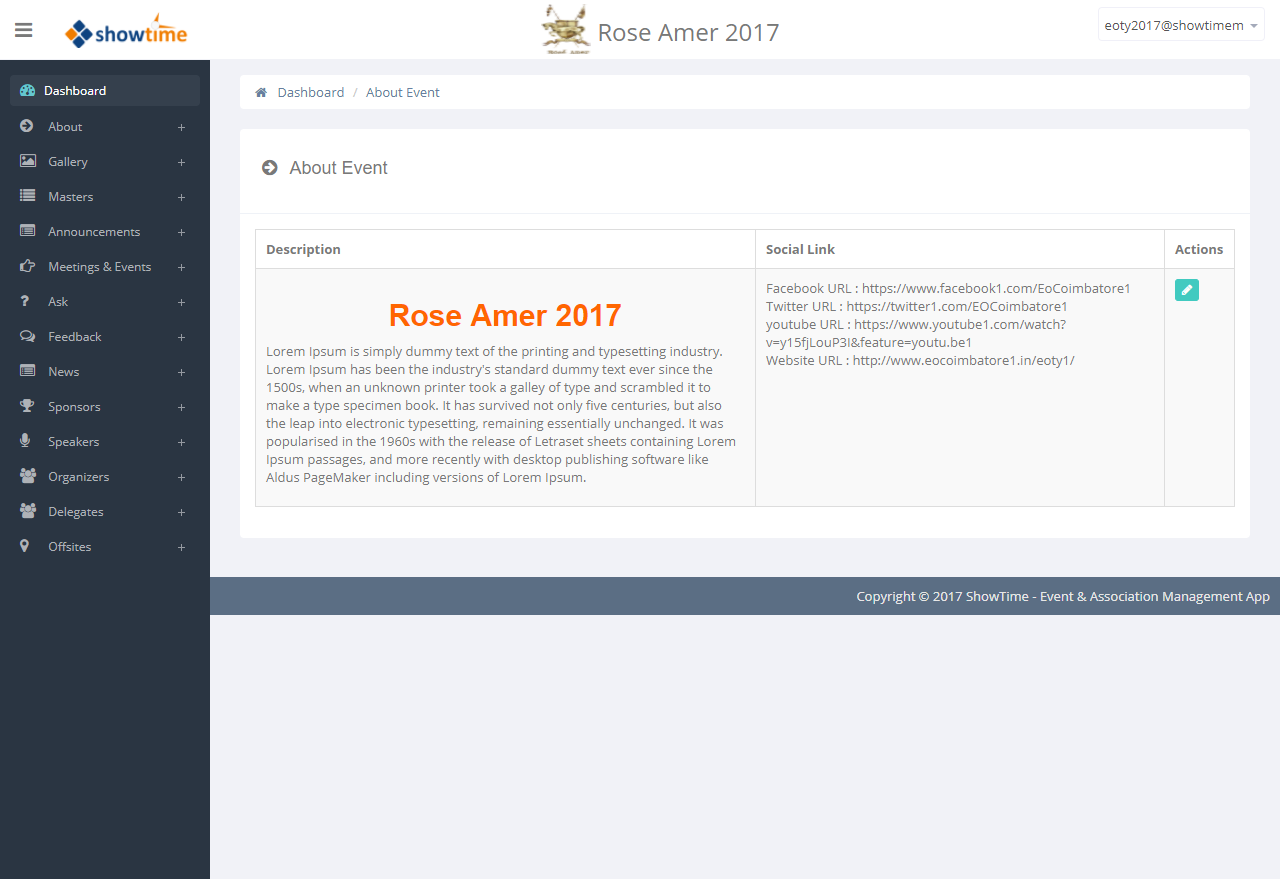 showtime
Rose Amer 2017
eoty2017@showtimem
Dashboard
About +
Gallery +
Masters +
Announcements +
Meetings & Events +
Ask +
Feedback +
News +
Sponsors +
Speakers +
Organizers +
Delegates +
Offsites +
Dashboard / About Event
About Event
Description
Social Link
Actions
Rose Amer 2017
Lorem Ipsum is simply dummy text of the printing and typesetting industry.
Lorem Ipsum has been the industry's standard dummy text ever since the
1500s, when an unknown printer took a galley of type and scrambled it to
make a type specimen book. It has survived not only five centuries, but also
the leap into electronic typesetting, remaining essentially unchanged. It was
popularised in the 1960s with the release of Letraset sheets containing Lorem
Ipsum passages, and more recently with desktop publishing software like
Aldus PageMaker including versions of Lorem Ipsum.
Facebook URL : https://www.facebook1.com/EoCoimbatore1
Twitter URL : https://twitter1.com/EOCoimbatore1
youtube URL : https://www.youtube1.com/watch?
v=y15fjLouP3I&feature=youtu.be1
Website URL : http://www.eocoimbatore1.in/eoty1/
Copyright © 2017 ShowTime - Event & Association Management App